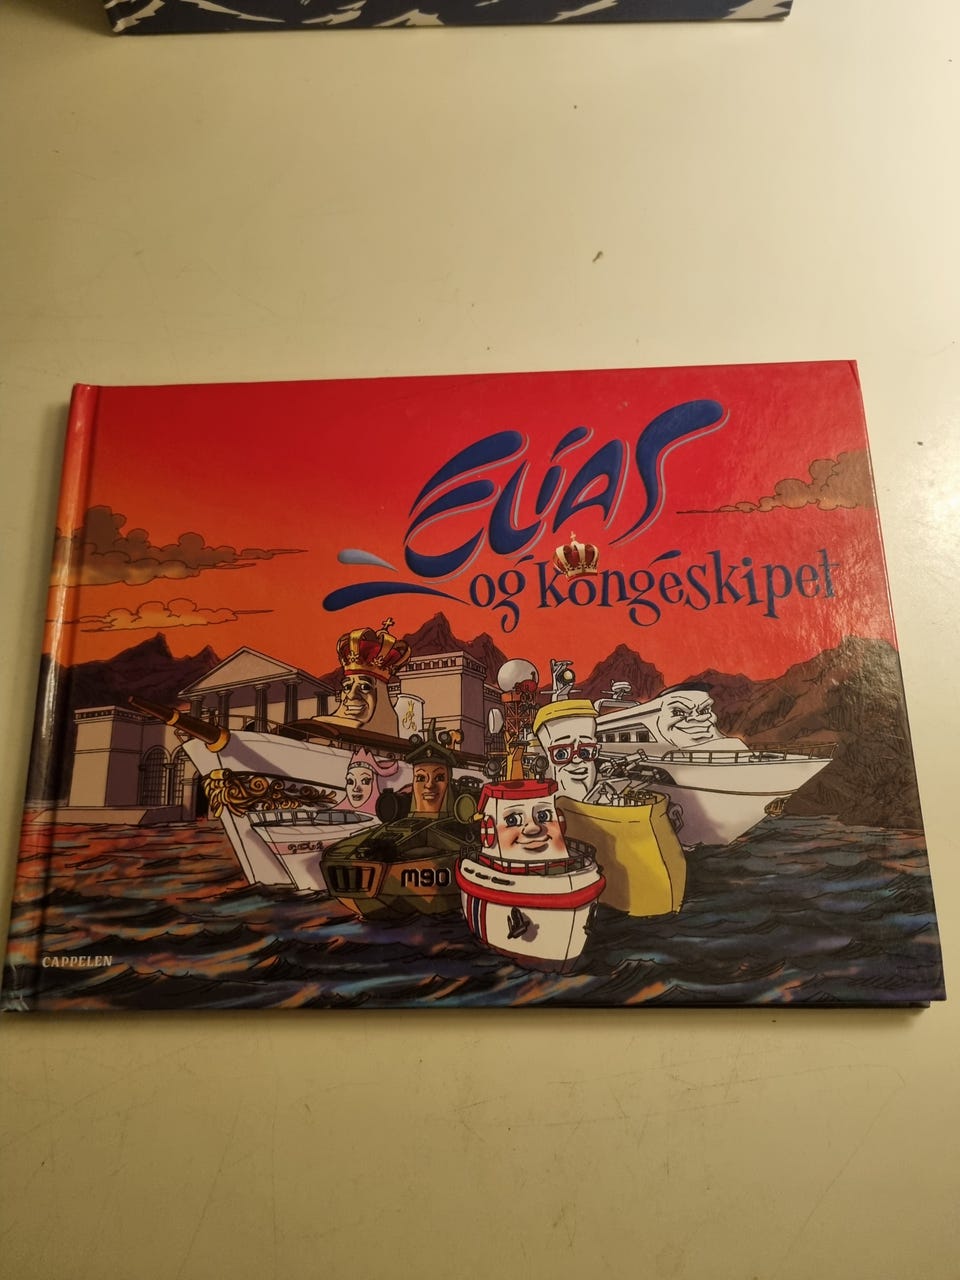 Elias
og kongeskipet
M90
CAPPELEN